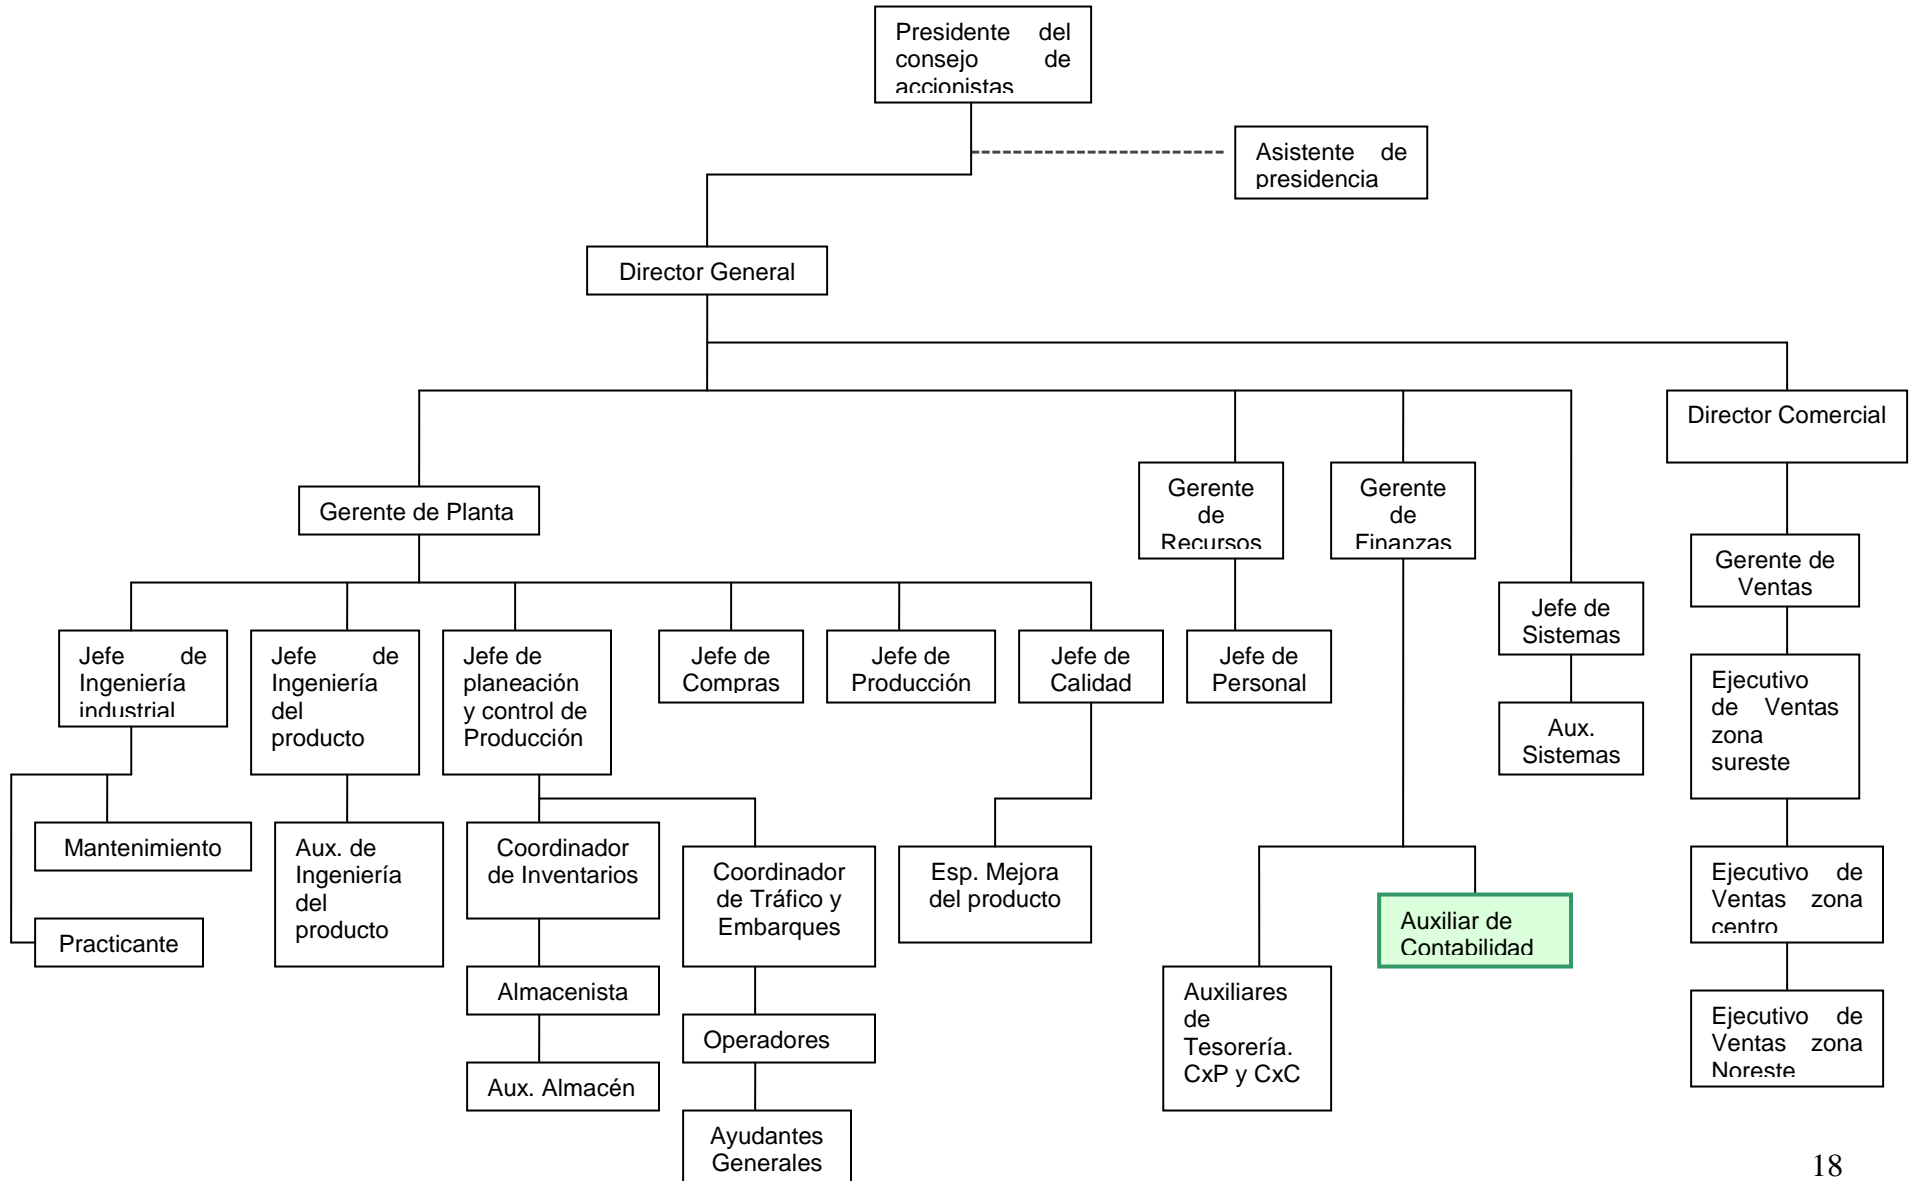 Presidente del
consejo de
accionistas
Asistente de
presidencia
Director General
Director Comercial
Gerente de Planta
Gerente
de
Recursos
Gerente
de
Finanzas
Gerente de
Ventas
Jefe de
Sistemas
Jefe de
Ingeniería
industrial
Jefe de
Ingeniería
del
producto
Jefe de
planeación
y control de
Producción
Jefe de
Compras
Jefe de
Producción
Jefe de
Calidad
Jefe de
Personal
Ejecutivo
de Ventas
zona
sureste
Aux.
Sistemas
Mantenimiento
Aux. de
Ingeniería
del
producto
Coordinador
de Inventarios
Coordinador
de Tráfico y
Embarques
Esp. Mejora
del producto
Ejecutivo de
Ventas zona
centro
Auxiliar de
Contabilidad
Practicante
Almacenista
Auxiliares
de
Tesorería.
CxP y CxC
Ejecutivo de
Ventas zona
Noreste
Operadores
Aux. Almacén
Ayudantes
Generales
18